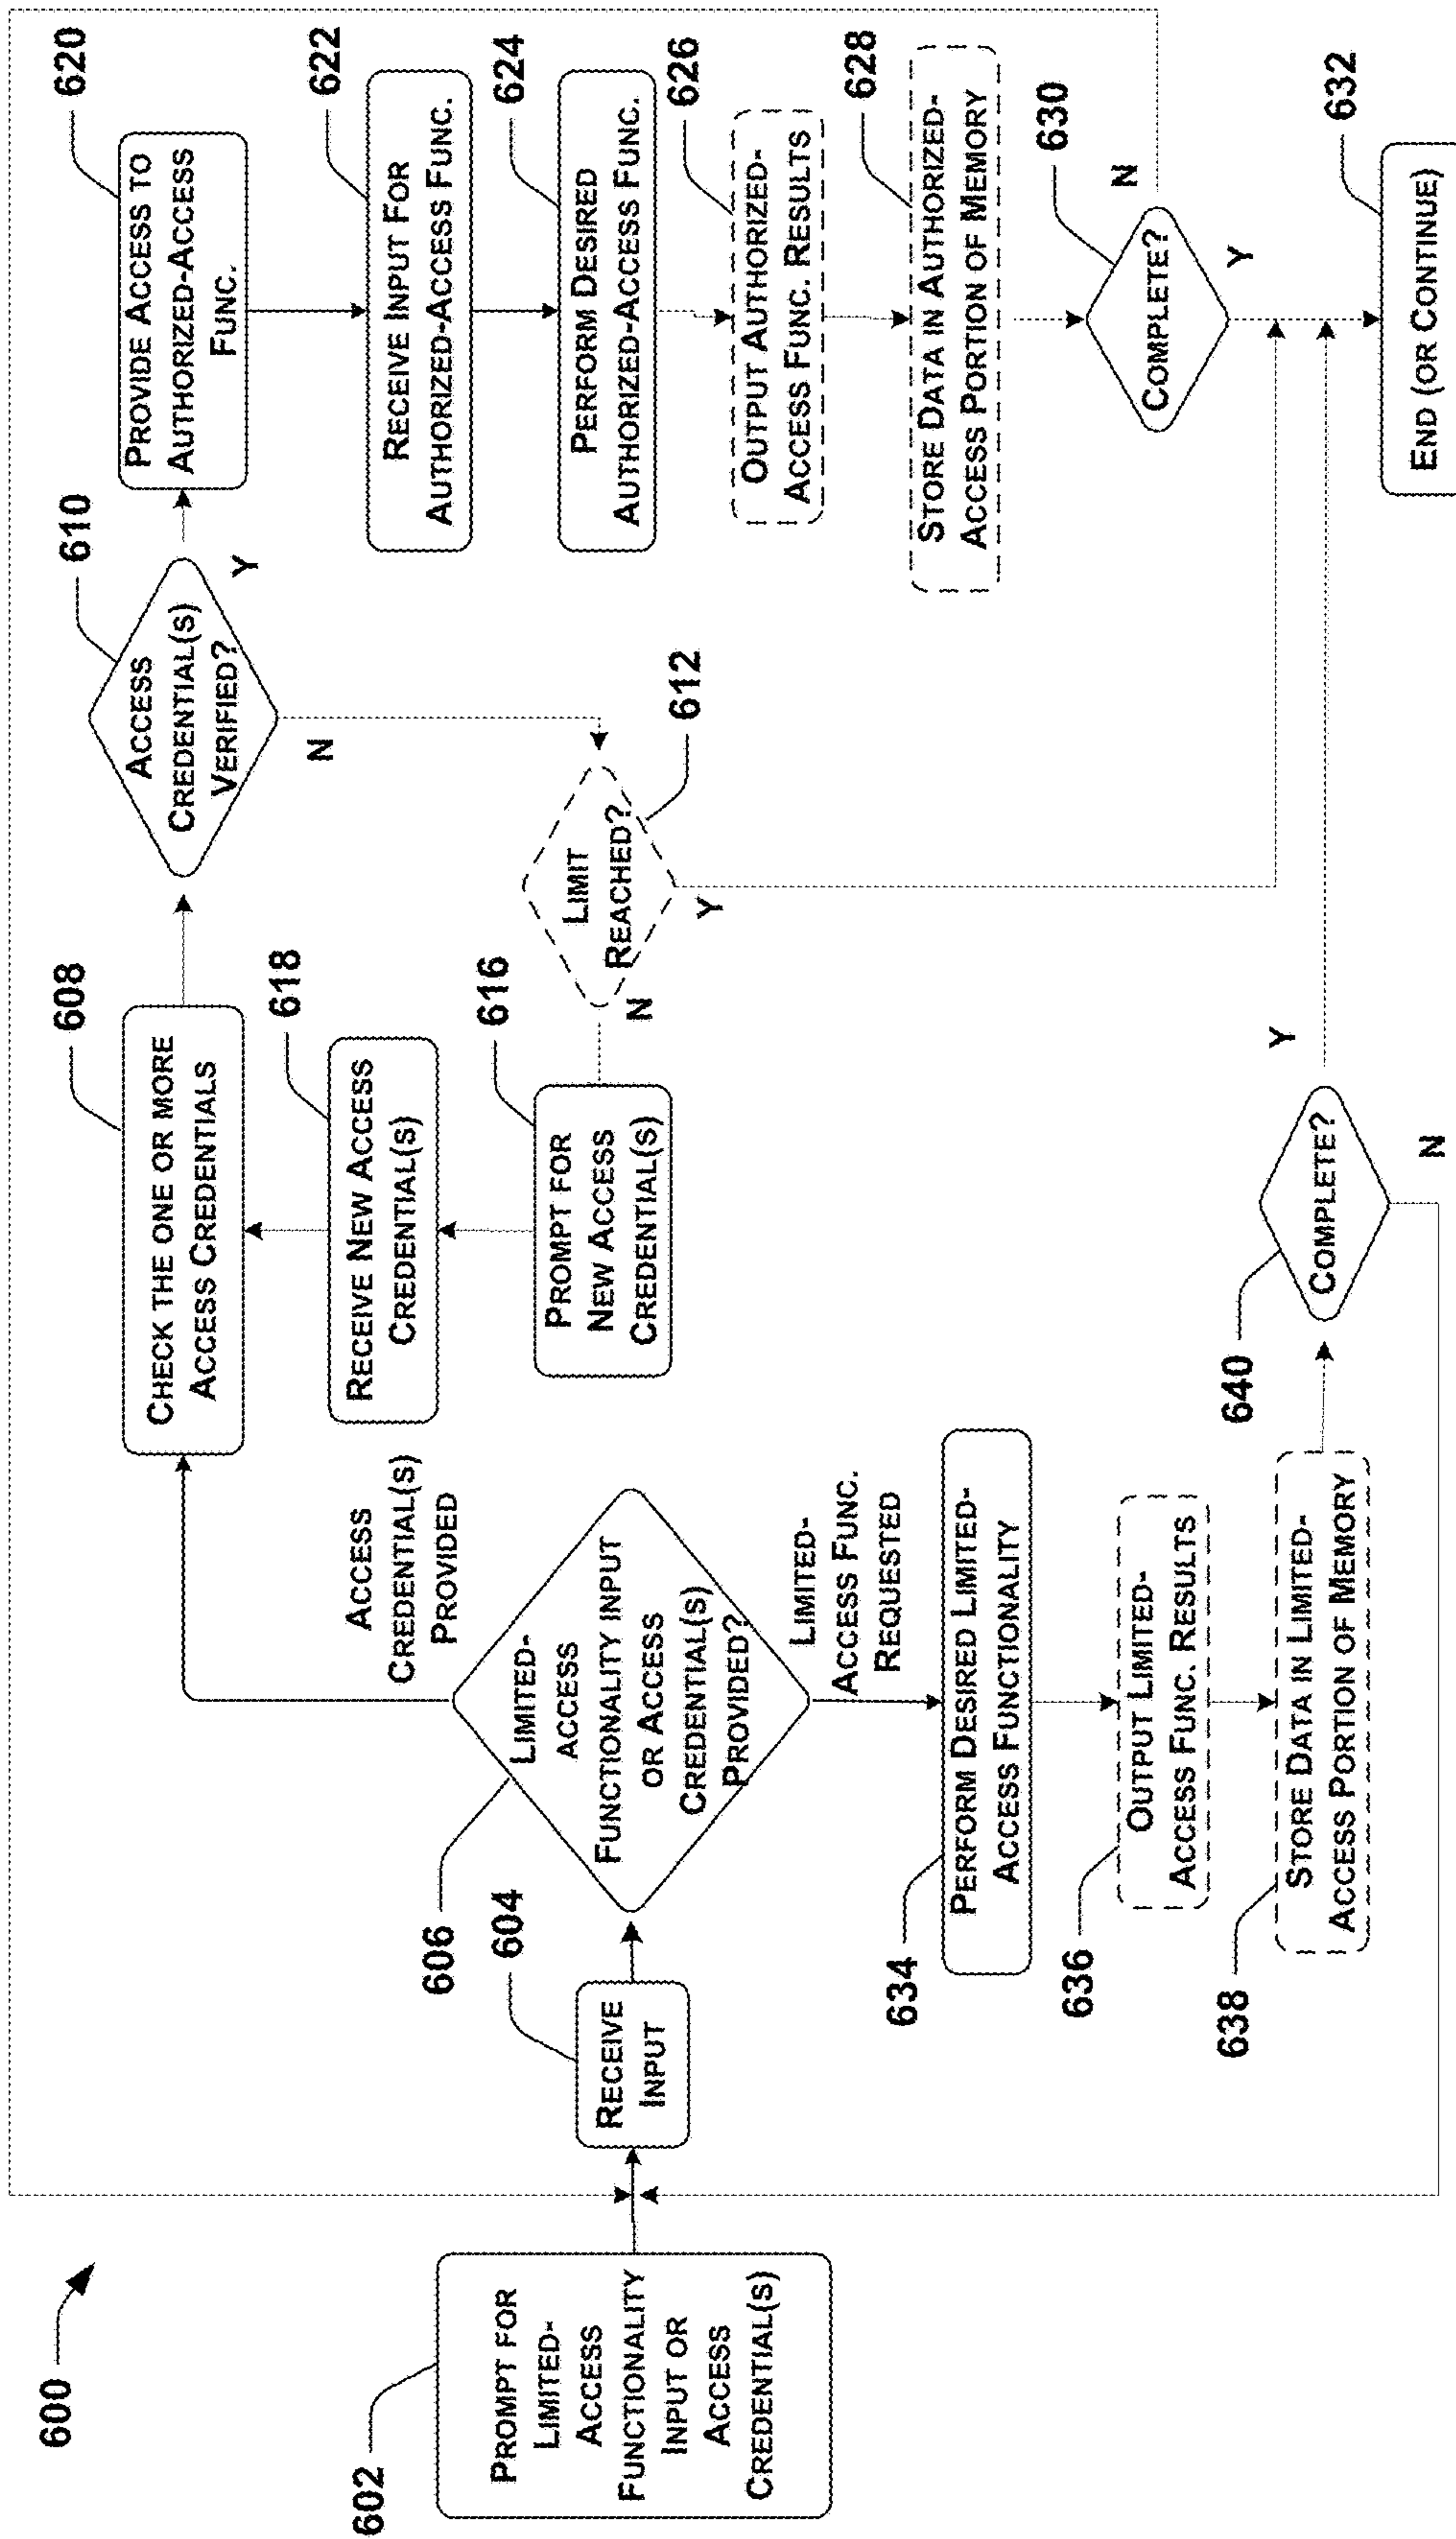 600
602
PROMPT FOR
LIMITED-
ACCESS
FUNCTIONALITY
INPUT OR
ACCESS
CREDENTIAL(S)
604
RECEIVE
INPUT
606
LIMITED-
ACCESS
FUNCTIONALITY INPUT
OR ACCESS
CREDENTIAL(S)
PROVIDED?
ACCESS
CREDENTIAL(S)
PROVIDED
608
CHECK THE ONE OR MORE
ACCESS CREDENTIALS
610
ACCESS
CREDENTIAL(S)
VERIFIED?
Y
N
612
LIMIT
REACHED?
Y
N
616
PROMPT FOR
NEW ACCESS
CREDENTIAL(S)
618
RECEIVE NEW ACCESS
CREDENTIAL(S)
620
PROVIDE ACCESS TO
AUTHORIZED-ACCESS
FUNC.
622
RECEIVE INPUT FOR
AUTHORIZED-ACCESS FUNC.
624
PERFORM DESIRED
AUTHORIZED-ACCESS FUNC.
626
OUTPUT AUTHORIZED-
ACCESS FUNC. RESULTS
628
STORE DATA IN AUTHORIZED-
ACCESS PORTION OF MEMORY
630
COMPLETE?
N
Y
632
END (OR CONTINUE)
LIMITED-
ACCESS FUNC.
REQUESTED
634
PERFORM DESIRED LIMITED-
ACCESS FUNCTIONALITY
636
OUTPUT LIMITED-
ACCESS FUNC. RESULTS
638
STORE DATA IN LIMITED-
ACCESS PORTION OF MEMORY
640
COMPLETE?
Y
N